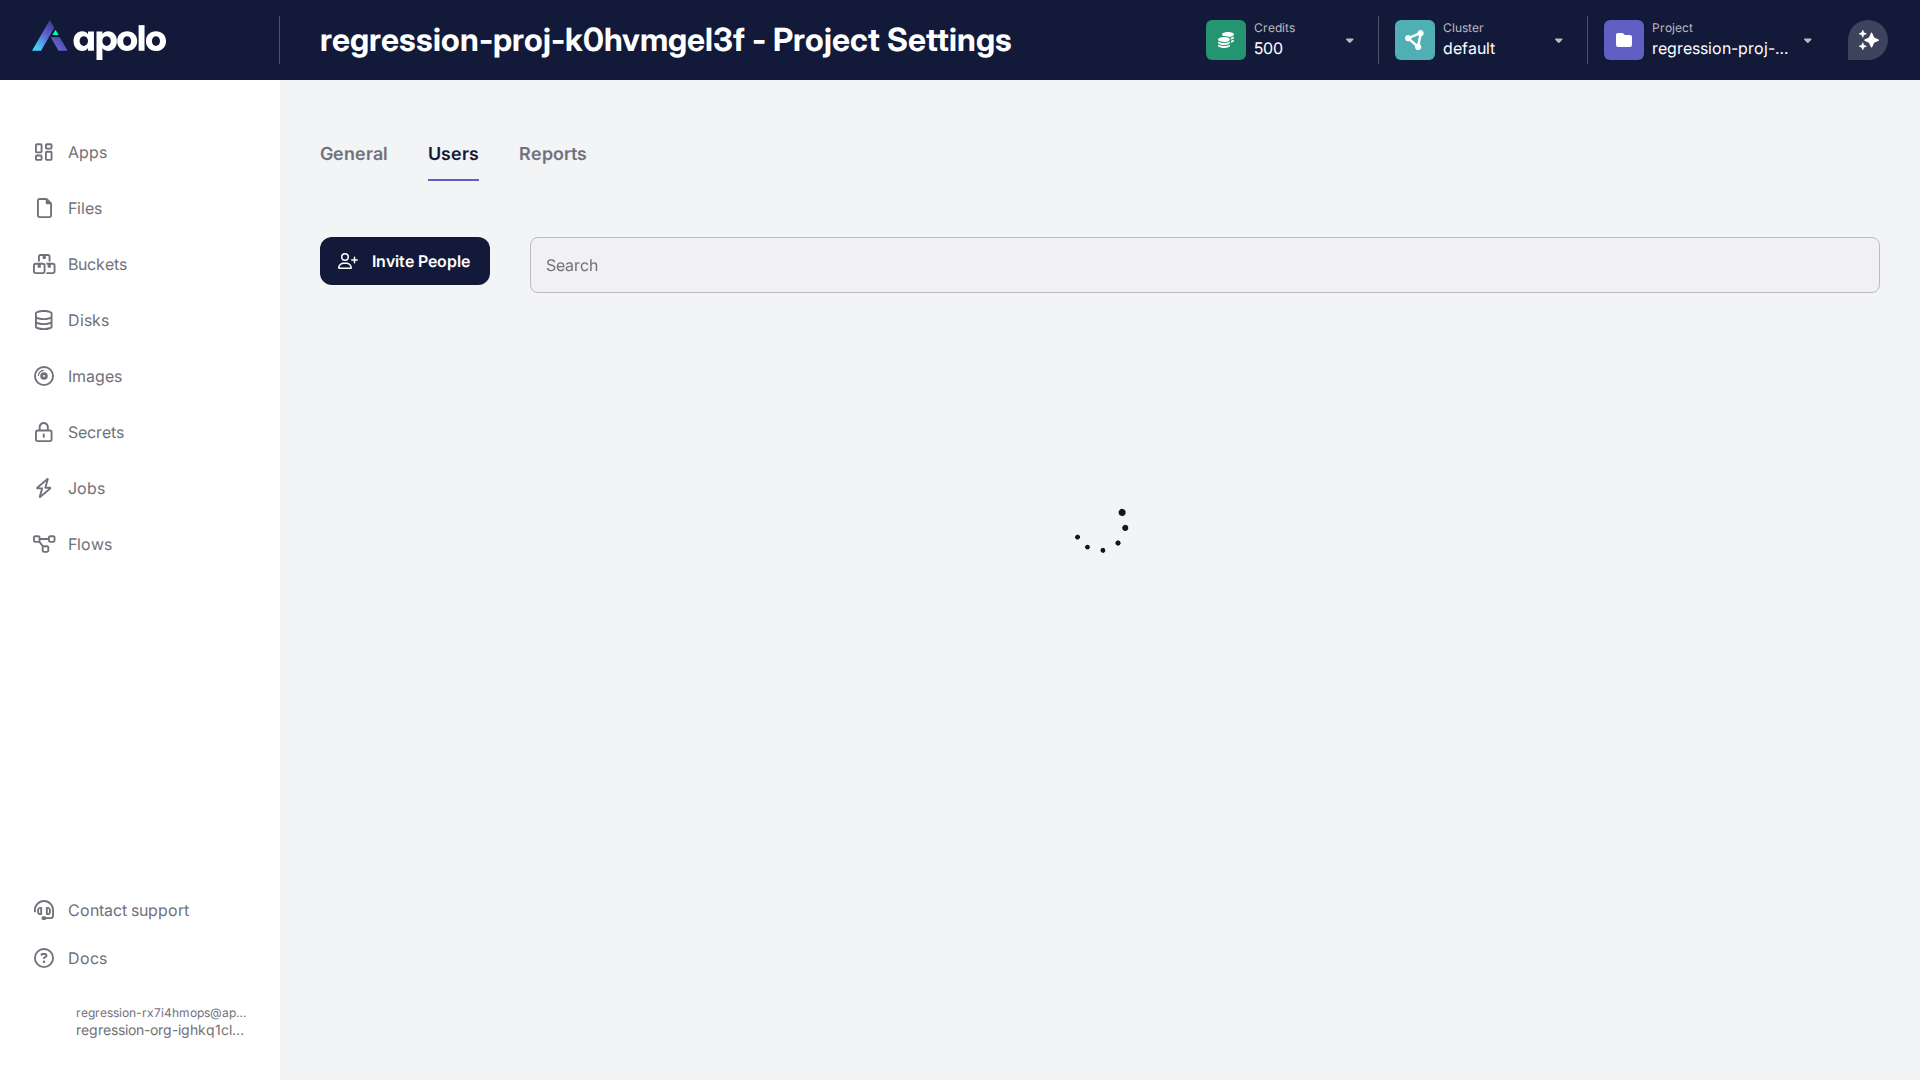 apolo
regression-proj-k0hvmgel3f - Project Settings
Credits
500
Cluster
default
Project
regression-proj-...
Apps
Files
Buckets
Disks
Images
Secrets
Jobs
Flows
General
Users
Reports
Invite People
Search
Contact support
Docs
regression-rx7i4hmops@ap...
regression-org-ighkq1cl...